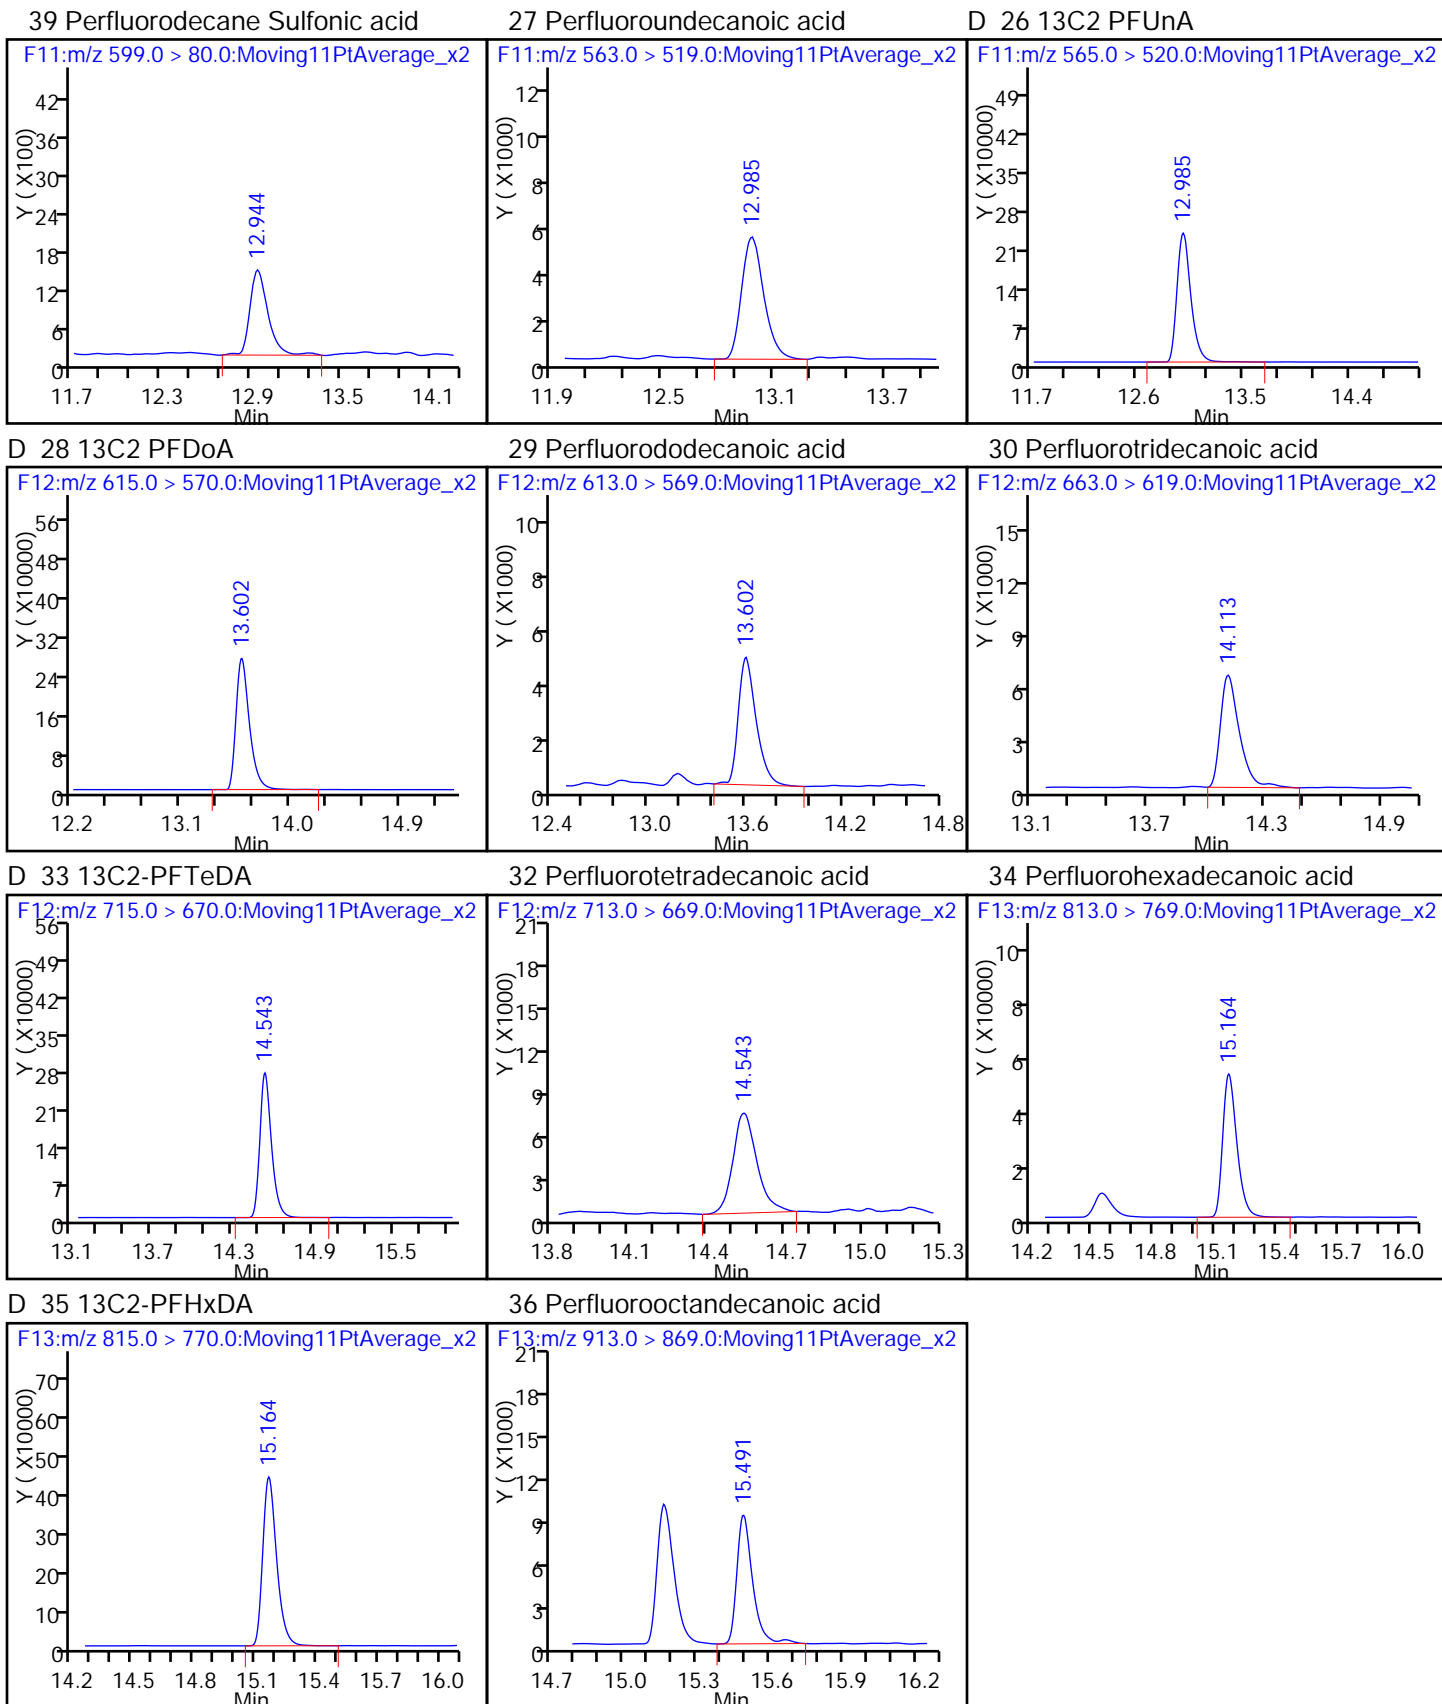 39 Perfluorodecane Sulfonic acid
F11:m/z 599.0 > 80.0:Moving11PtAverage_x2
Y ( X100)
42
36
30
24
18
12
6
0
12.944
11.7 12.3 12.9 13.5 14.1
Min
27 Perfluoroundecanoic acid
F11:m/z 563.0 > 519.0:Moving11PtAverage_x2
Y ( X1000)
12
10
8
6
4
2
0
12.985
11.9 12.5 13.1 13.7
Min
D 26 13C2 PFUnA
F11:m/z 565.0 > 520.0:Moving11PtAverage_x2
Y ( X10000)
49
42
35
28
21
14
7
0
12.985
11.7 12.6 13.5 14.4
Min
D 28 13C2 PFDoA
F12:m/z 615.0 > 570.0:Moving11PtAverage_x2
Y ( X10000)
56
48
40
32
24
16
8
0
13.602
12.2 13.1 14.0 14.9
Min
29 Perfluorododecanoic acid
F12:m/z 613.0 > 569.0:Moving11PtAverage_x2
Y ( X1000)
10
8
6
4
2
0
13.602
12.4 13.0 13.6 14.2 14.8
Min
30 Perfluorotridecanoic acid
F12:m/z 663.0 > 619.0:Moving11PtAverage_x2
Y ( X1000)
15
12
9
6
3
0
14.113
13.1 13.7 14.3 14.9
Min
D 33 13C2-PFTeDA
F12:m/z 715.0 > 670.0:Moving11PtAverage_x2
Y ( X10000)
56
49
42
35
28
21
14
7
0
14.543
13.1 13.7 14.3 14.9 15.5
Min
32 Perfluorotetradecanoic acid
F12:m/z 713.0 > 669.0:Moving11PtAverage_x2
Y ( X1000)
21
18
15
12
9
6
3
0
14.543
13.8 14.1 14.4 14.7 15.0 15.3
Min
34 Perfluorohexadecanoic acid
F13:m/z 813.0 > 769.0:Moving11PtAverage_x2
Y ( X10000)
10
8
6
4
2
0
15.164
14.2 14.5 14.8 15.1 15.4 15.7 16.0
Min
D 35 13C2-PFHxDA
F13:m/z 815.0 > 770.0:Moving11PtAverage_x2
Y ( X10000)
70
60
50
40
30
20
10
0
15.164
14.2 14.5 14.8 15.1 15.4 15.7 16.0
Min
36 Perfluorooctandecanoic acid
F13:m/z 913.0 > 869.0:Moving11PtAverage_x2
Y ( X1000)
21
18
15
12
9
6
3
0
15.491
14.7 15.0 15.3 15.6 15.9 16.2
Min